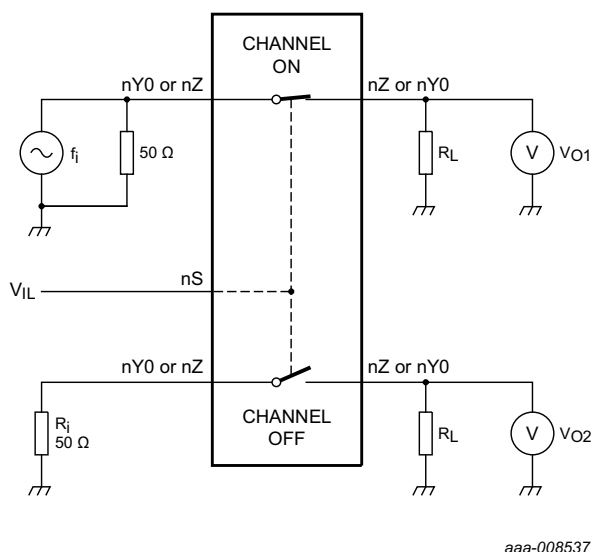 CHANNEL
ON
nY0 or nZ
nZ or nY0
fi
50 Ω
RL
V
VO1
nS
VIL
nY0 or nZ
nZ or nY0
Ri
50 Ω
CHANNEL
OFF
RL
V
VO2
aaa-008537